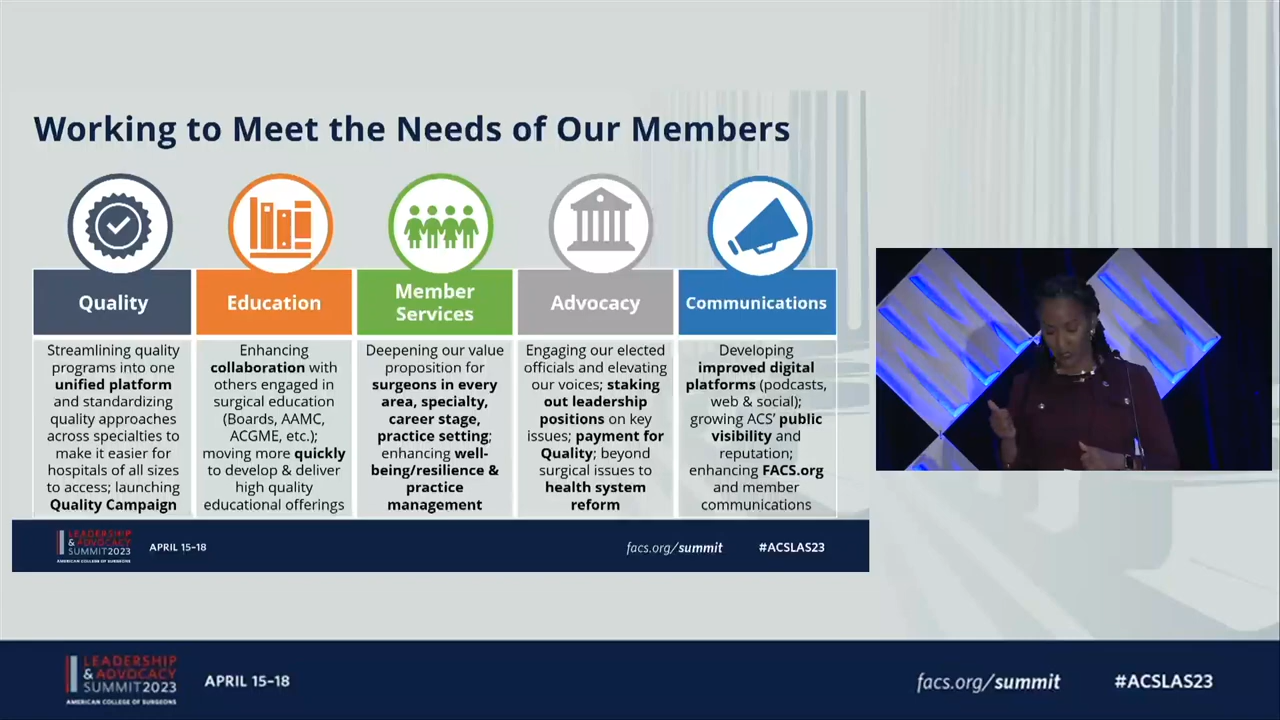 Working to Meet the Needs of Our Members
Quality
Streamlining quality
programs into one
unified platform
and standardizing
quality approaches
across specialties to
make it easier for
hospitals of all sizes
to access; launching
Quality Campaign
Education
Enhancing
collaboration with
others engaged in
surgical education
(Boards, AAMC,
ACGME, etc.);
moving more quickly
to develop & deliver
high quality
educational offerings
Member
Services
Deepening our value
proposition for
surgeons in every
area, specialty,
career stage,
practice setting;
enhancing well-
being/resilience &
practice
management
Advocacy
Engaging our elected
officials and elevating
our voices; staking
out leadership
positions on key
issues; payment for
Quality; beyond
surgical issues to
health system
reform
Communications
Developing
improved digital
platforms (podcasts,
web & social);
growing ACS' public
visibility and
reputation;
enhancing FACS.org
and member
communications
LEADERSHIP
& ADVOCACY
SUMMIT2023
AMERICAN COLLEGE OF SURGEONS
APRIL 15–18
facs.org/summit
#ACSLAS23
LEADERSHIP
& ADVOCACY
SUMMIT2023
AMERICAN COLLEGE OF SURGEONS
APRIL 15–18
facs.org/summit
#ACSLAS23